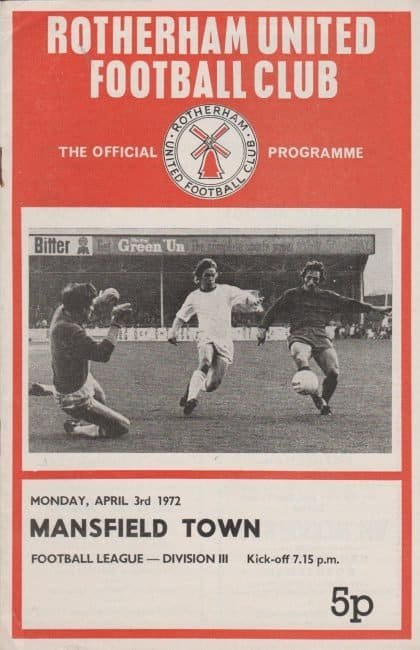 ROTHERHAM UNITED
FOOTBALL CLUB
THE OFFICIAL PROGRAMME
ROTHERHAM
UNITED FOOTBALL CLUB
Bitter Green 'Un
MONDAY, APRIL 3rd 1972
MANSFIELD TOWN
FOOTBALL LEAGUE — DIVISION III Kick-off 7.15 p.m.
5p